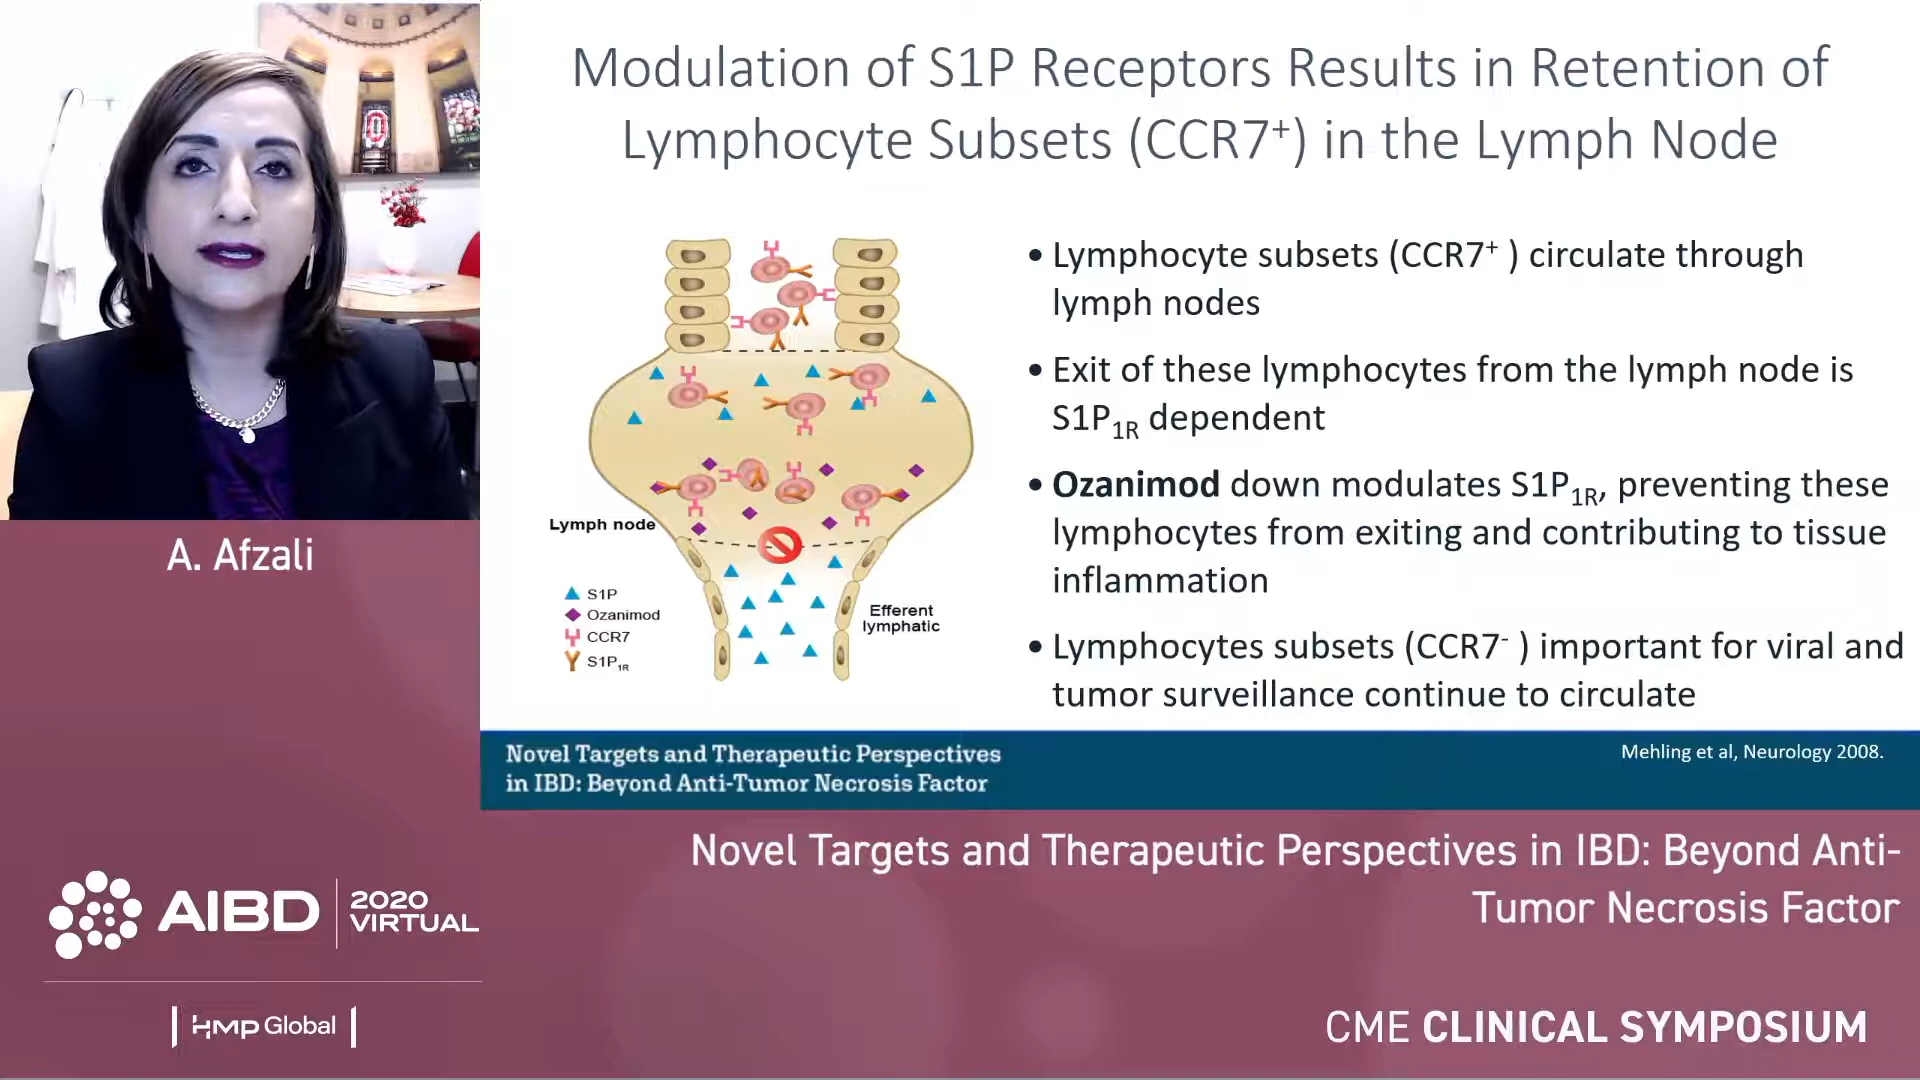 Modulation of S1P Receptors Results in Retention of
Lymphocyte Subsets (CCR7⁺) in the Lymph Node
• Lymphocyte subsets (CCR7⁺ ) circulate through
lymph nodes
• Exit of these lymphocytes from the lymph node is
S1P₁R dependent
• Ozanimod down modulates S1P₁R, preventing these
lymphocytes from exiting and contributing to tissue
inflammation
• Lymphocytes subsets (CCR7⁻ ) important for viral and
tumor surveillance continue to circulate
Lymph node
S1P
Ozanimod
CCR7
S1P₁R
Efferent
lymphatic
A. Afzali
Novel Targets and Therapeutic Perspectives
in IBD: Beyond Anti-Tumor Necrosis Factor
Mehling et al, Neurology 2008.
Novel Targets and Therapeutic Perspectives in IBD: Beyond Anti-
Tumor Necrosis Factor
AIBD
2020
VIRTUAL
HMP Global
CME CLINICAL SYMPOSIUM